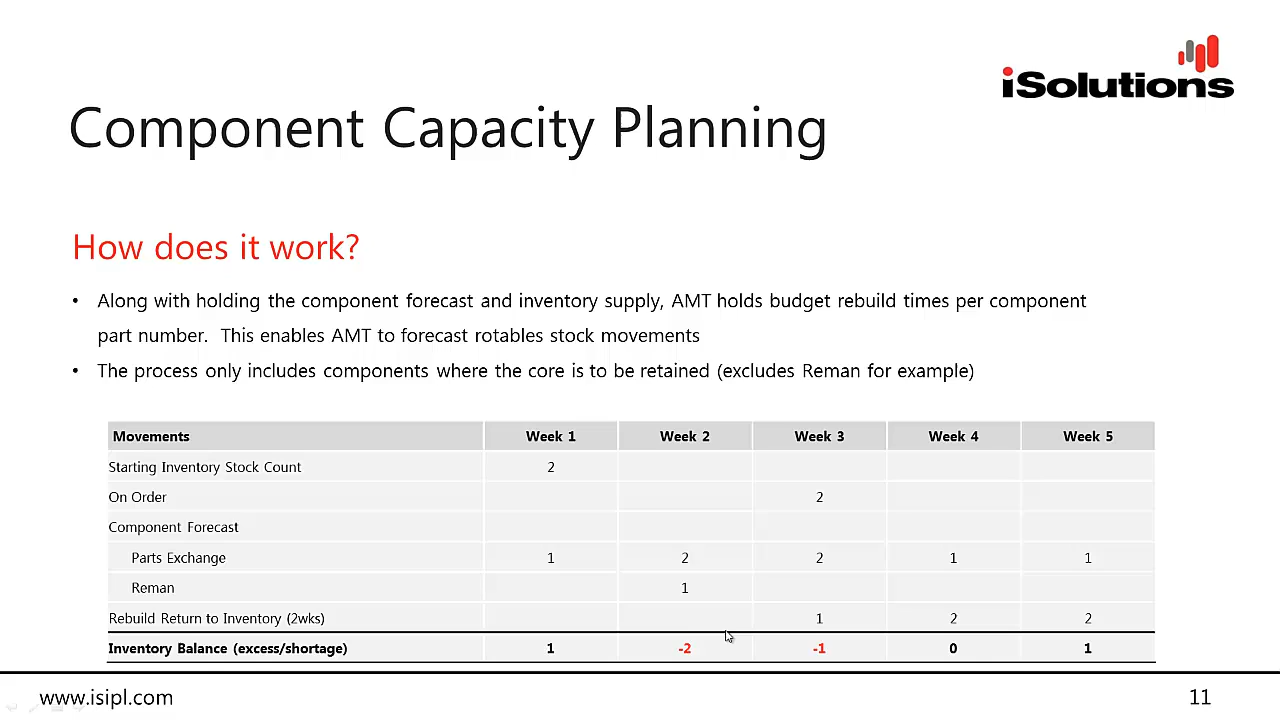 iSolutions
Component Capacity Planning
How does it work?
• Along with holding the component forecast and inventory supply, AMT holds budget rebuild times per component
part number. This enables AMT to forecast rotables stock movements
• The process only includes components where the core is to be retained (excludes Reman for example)
Movements Week 1 Week 2 Week 3 Week 4 Week 5
Starting Inventory Stock Count 2
On Order 2
Component Forecast
Parts Exchange 1 2 2 1 1
Reman 1
Rebuild Return to Inventory (2wks) 1 2 2
Inventory Balance (excess/shortage) 1 -2 -1 0 1
www.isipl.com 11